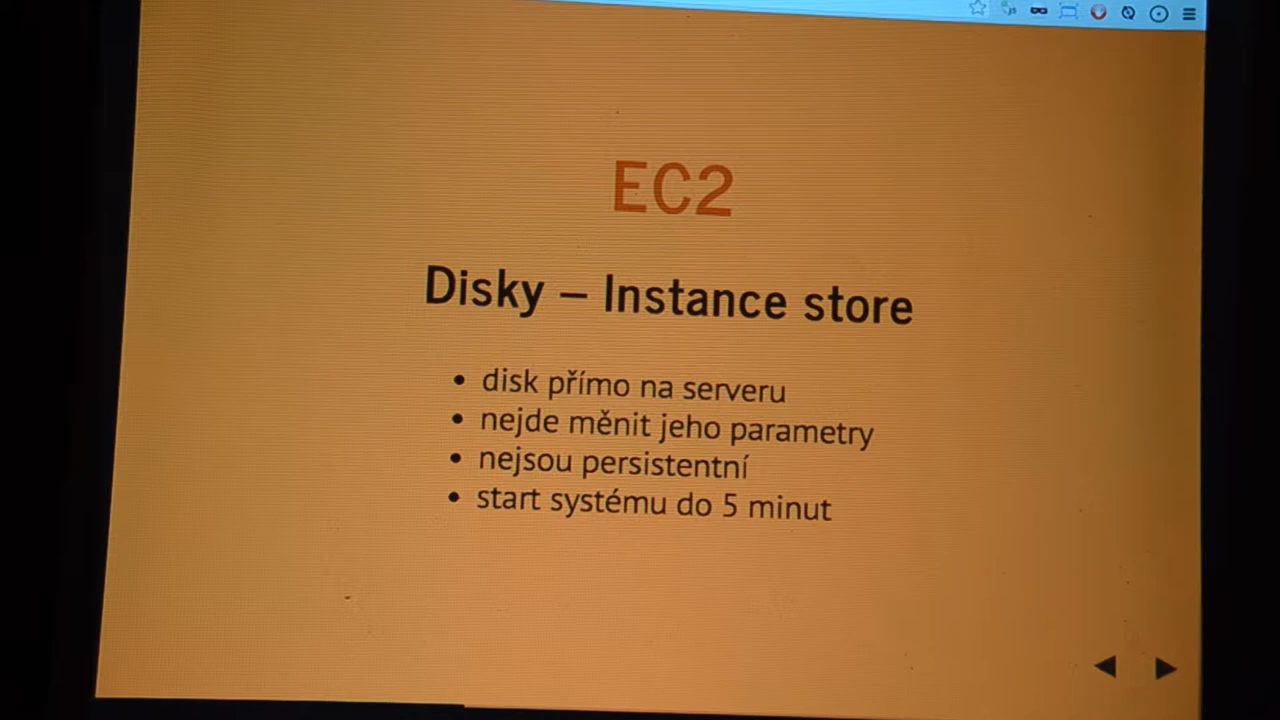 EC2
Disky – Instance store
• disk přímo na serveru
• nejde měnit jeho parametry
• nejsou persistentní
• start systému do 5 minut